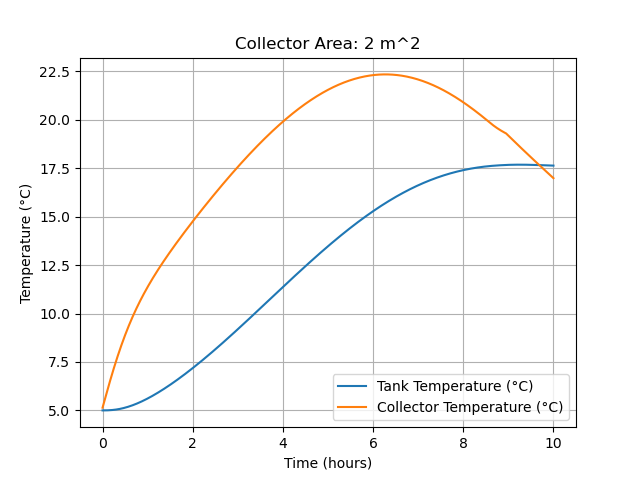 Collector Area: 2 m^2
22.5
20.0
17.5
15.0
12.5
10.0
7.5
5.0
Temperature (°C)
Tank Temperature (°C)
Collector Temperature (°C)
0 2 4 6 8 10
Time (hours)